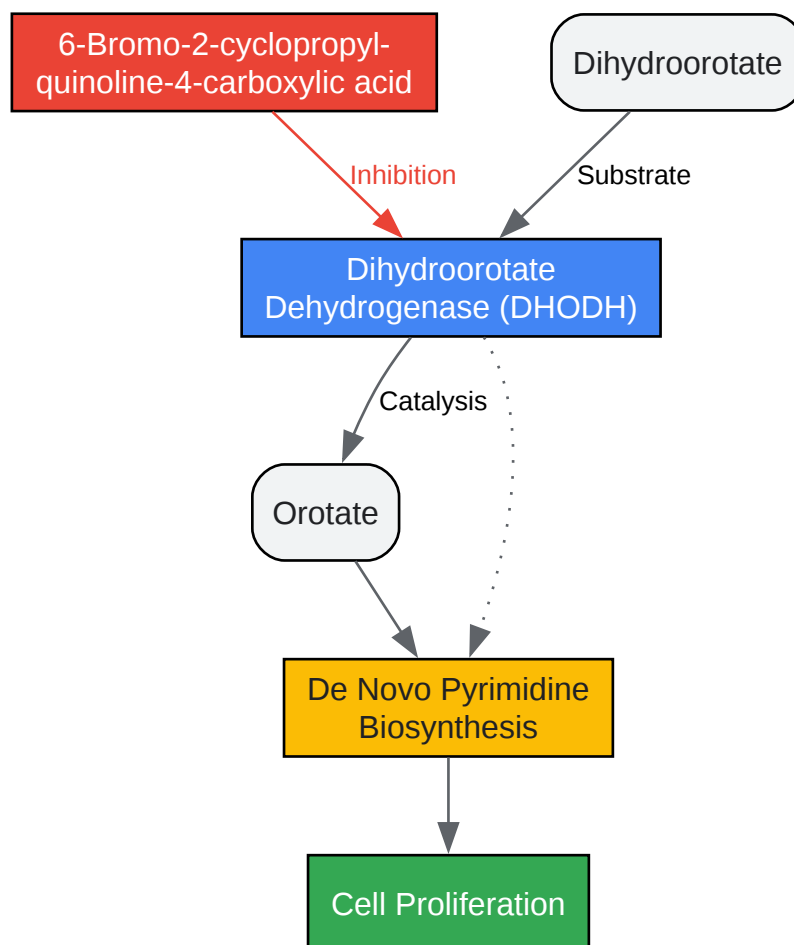 6-Bromo-2-cyclopropyl-
quinoline-4-carboxylic acid
Dihydroorotate
Inhibition
Substrate
Dihydroorotate
Dehydrogenase (DHODH)
Catalysis
Orotate
De Novo Pyrimidine
Biosynthesis
Cell Proliferation